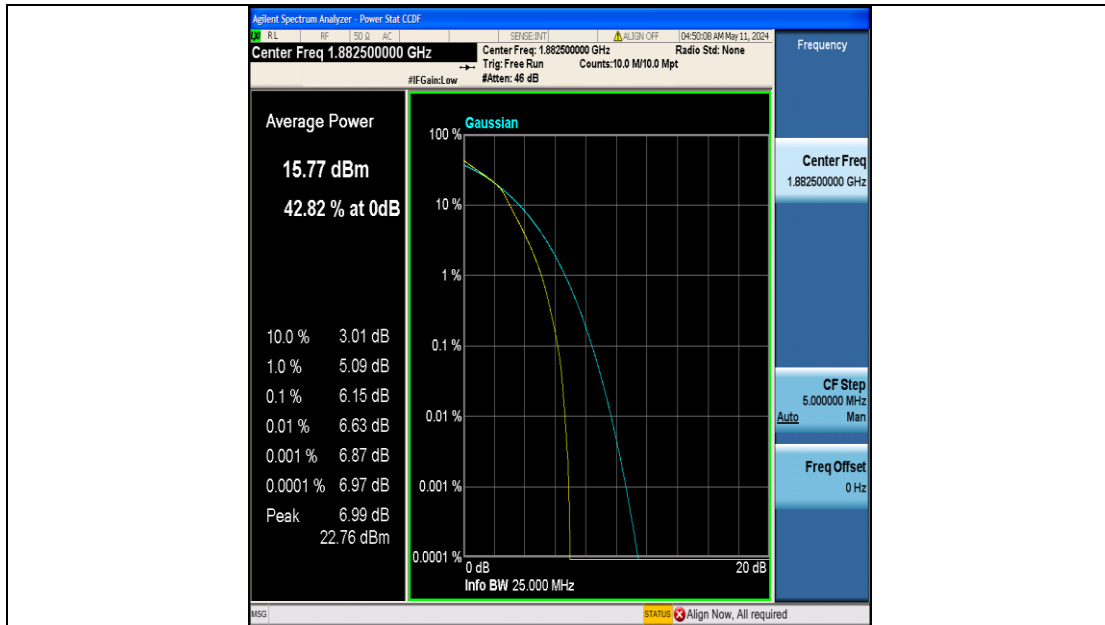 Agilent Spectrum Analyzer - Power Stat CCDF
RL RF 50 Ω AC SENSE:INT ALIGN OFF 04:50:08 AM May 11, 2024
Center Freq 1.882500000 GHz
Center Freq: 1.882500000 GHz Radio Std: None
Trig: Free Run Counts:10.0 M/10.0 Mpt
#IFGain:Low #Atten: 46 dB
Average Power
15.77 dBm
42.82 % at 0dB
10.0 % 3.01 dB
1.0 % 5.09 dB
0.1 % 6.15 dB
0.01 % 6.63 dB
0.001 % 6.87 dB
0.0001 % 6.97 dB
Peak 6.99 dB
22.76 dBm
Gaussian
100 %
10 %
1 %
0.1 %
0.01 %
0.001 %
0.0001 %
0 dB 20 dB
Info BW 25.000 MHz
Frequency
Center Freq
1.882500000 GHz
CF Step
5.000000 MHz
Auto Man
Freq Offset
0 Hz
MSG STATUS Align Now, All required